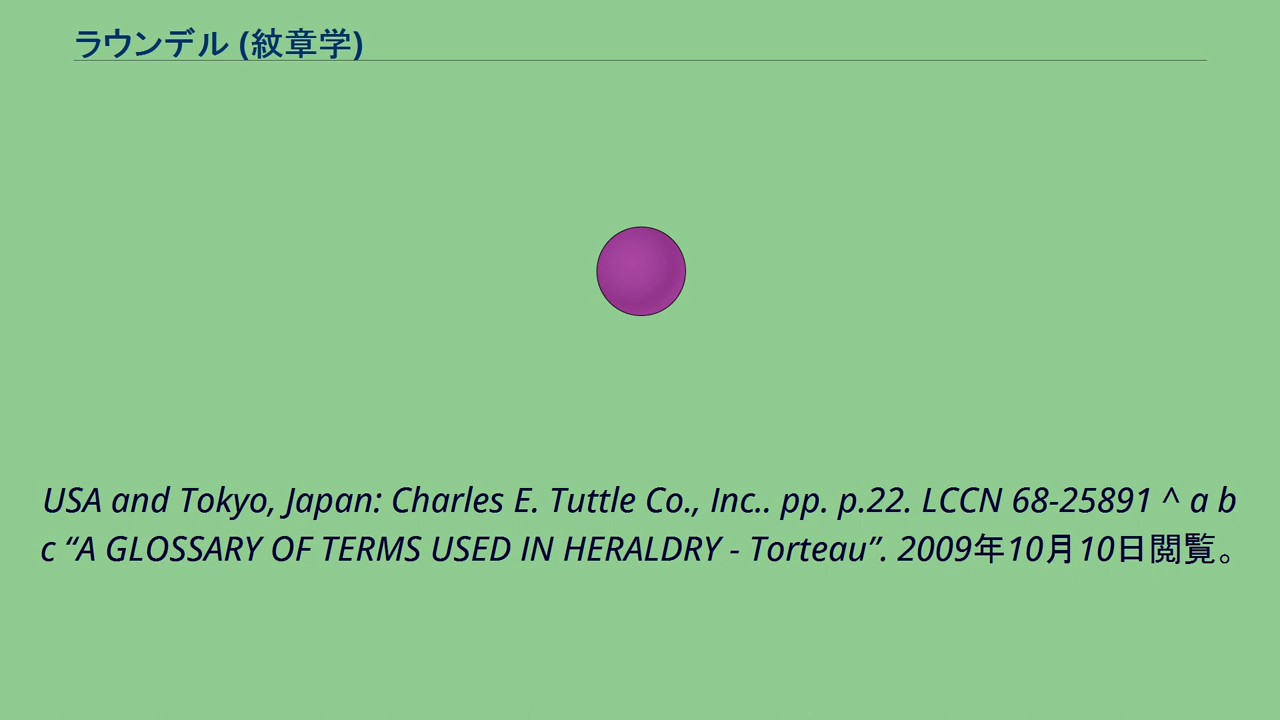 ラウンデル (紋章学)
USA and Tokyo, Japan: Charles E. Tuttle Co., Inc.. pp. p.22. LCCN 68-25891 ^ a b
c “A GLOSSARY OF TERMS USED IN HERALDRY - Torteau”. 2009年10月10日閲覧。